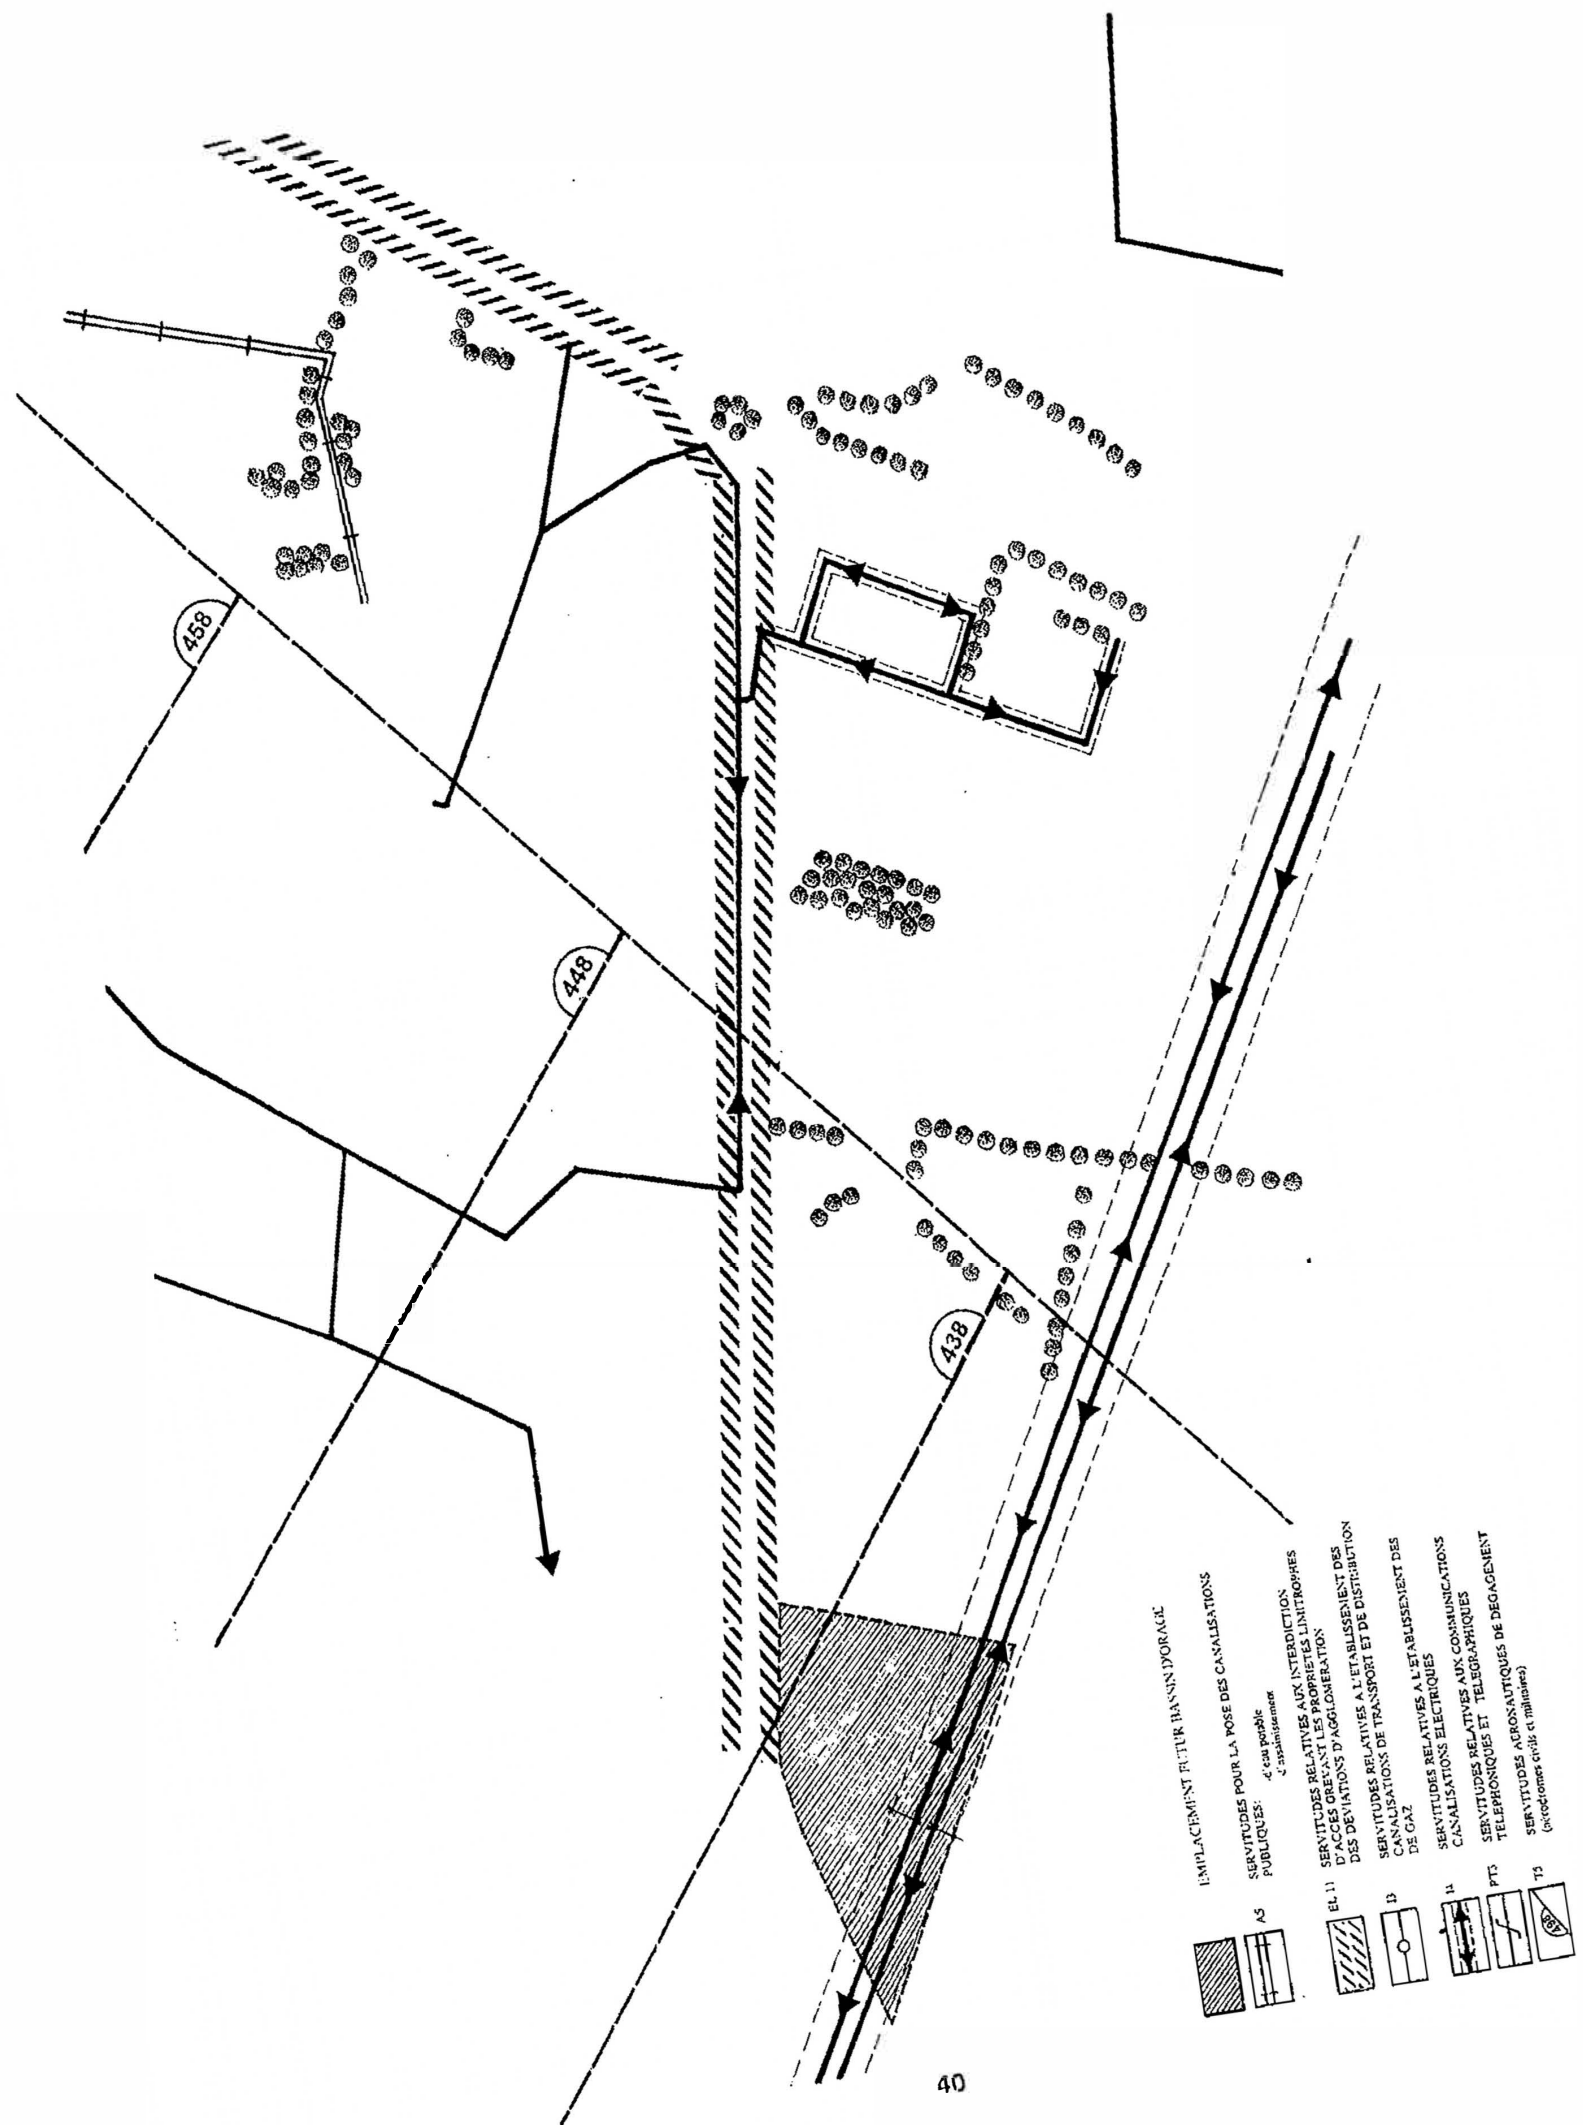 458
448
438
EMPLACEMENT FUTUR BASSIN D'ORAGE
A5
SERVITUDES POUR LA POSE DES CANALISATIONS
PUBLIQUES: -d'eau potable
d'assainissement
EL 11
SERVITUDES RELATIVES AUX INTERDICTION
D'ACCES GREVANT LES PROPRIETES LIMITROPHES
DES DEVIATIONS D'AGGLOMERATION
I3
SERVITUDES RELATIVES A L'ETABLISSEMENT DES
CANALISATIONS DE TRANSPORT ET DE DISTRIBUTION
DE GAZ
I4
SERVITUDES RELATIVES A L'ETABLISSEMENT DES
CANALISATIONS ELECTRIQUES
PT3
SERVITUDES RELATIVES AUX COMMUNICATIONS
TELEPHONIQUES ET TELEGRAPHIQUES
T5
SERVITUDES AERONAUTIQUES DE DEGAGEMENT
(aérodromes civils et militaires)
40